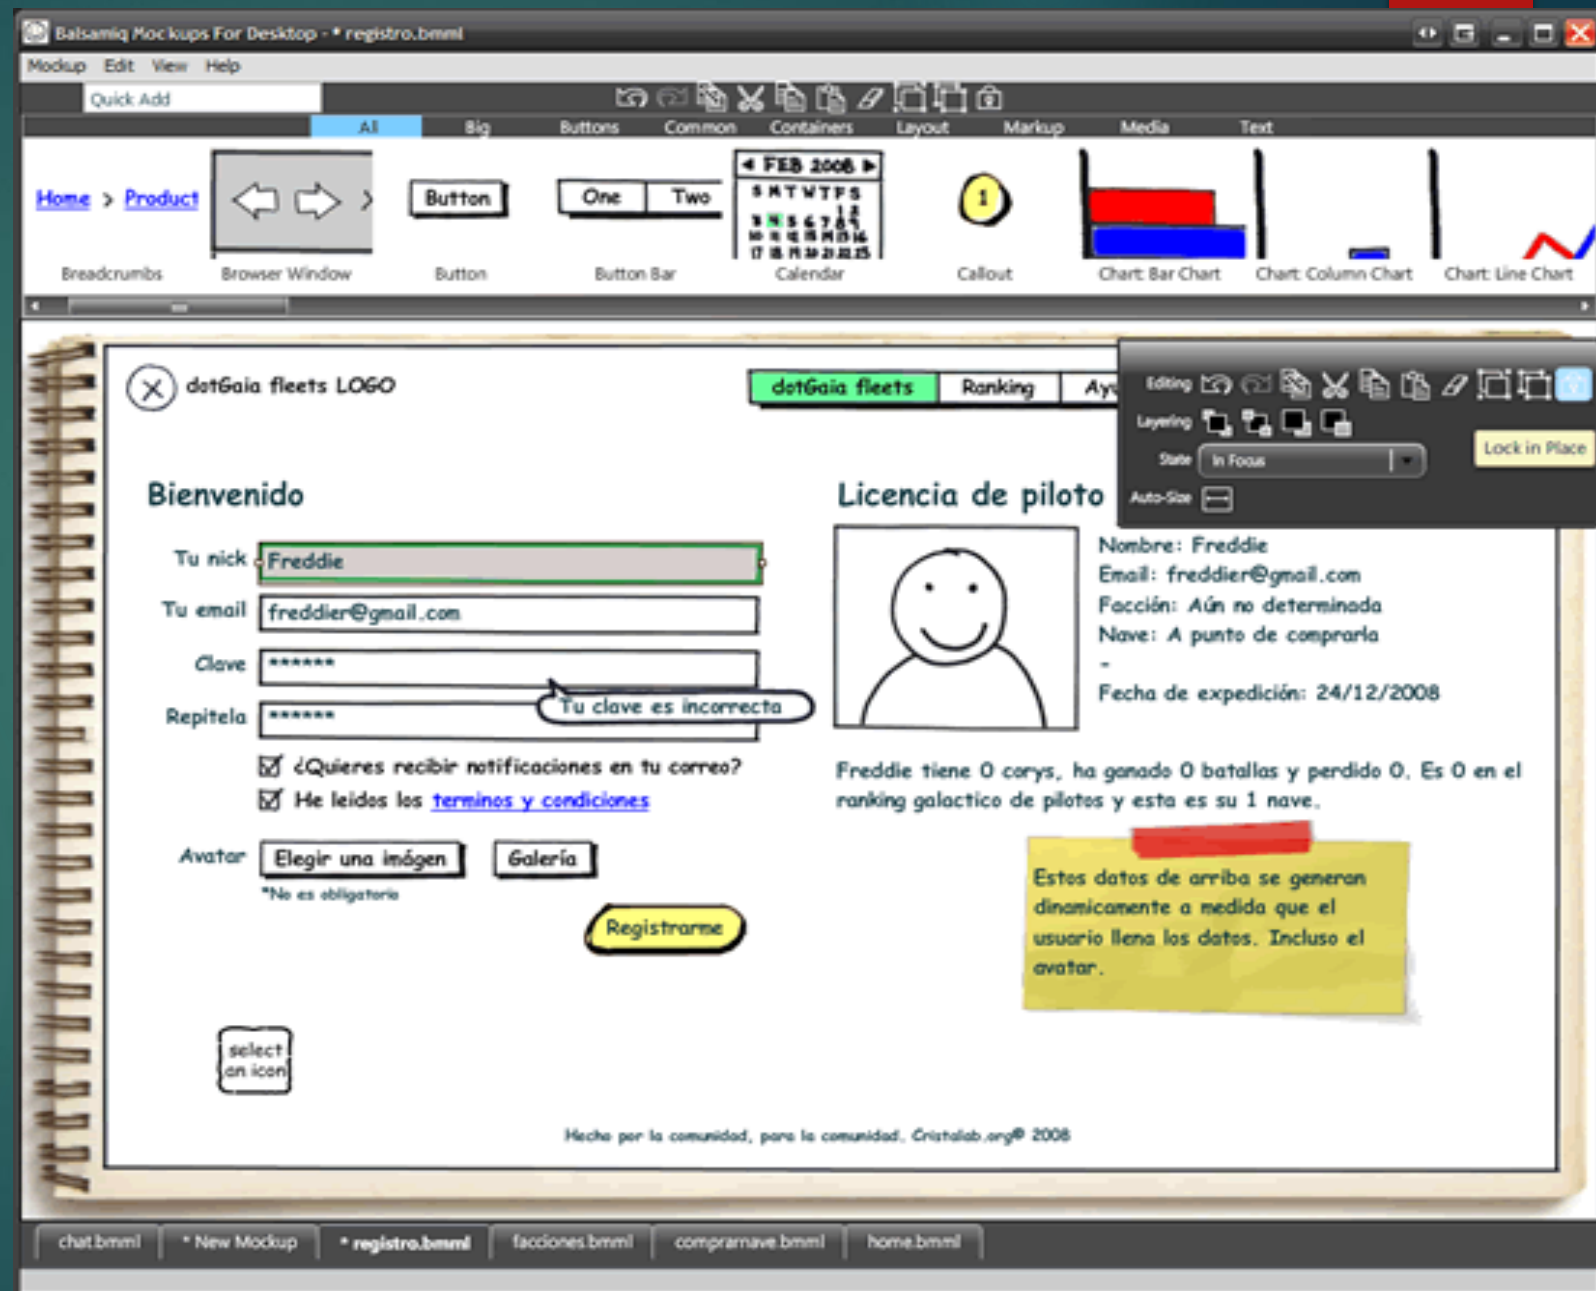 Balsamiq Mockups For Desktop - * registro.bmml
Mockup Edit View Help
Quick Add
All Big Buttons Common Containers Layout Markup Media Text
Home > Product
Button
One Two
FEB 2008
S M T W T F S
1
Breadcrumbs Browser Window Button Button Bar Calendar Callout Chart: Bar Chart Chart: Column Chart Chart: Line Chart
dotGaia fleets LOGO
dotGaia fleets Ranking Ayu
Editing
Layering
State In Focus
Auto-Size
Lock in Place
Bienvenido
Tu nick Freddie
Tu email freddier@gmail.com
Clave ******
Repitela ******
Tu clave es incorrecta
¿Quieres recibir notificaciones en tu correo?
He leidos los terminos y condiciones
Avatar Elegir una imágen Galería
*No es obligatorio
Registrarme
select
an icon
Licencia de piloto
Nombre: Freddie
Email: freddier@gmail.com
Facción: Aún no determinada
Nave: A punto de comprarla
-
Fecha de expedición: 24/12/2008
Freddie tiene 0 corys, ha ganado 0 batallas y perdido 0. Es 0 en el
ranking galactico de pilotos y esta es su 1 nave.
Estos datos de arriba se generan
dinamicamente a medida que el
usuario llena los datos. Incluso el
avatar.
Hecho por la comunidad, para la comunidad. Cristalab.org® 2008
chat.bmml * New Mockup * registro.bmml facciones.bmml comprarnave.bmml home.bmml